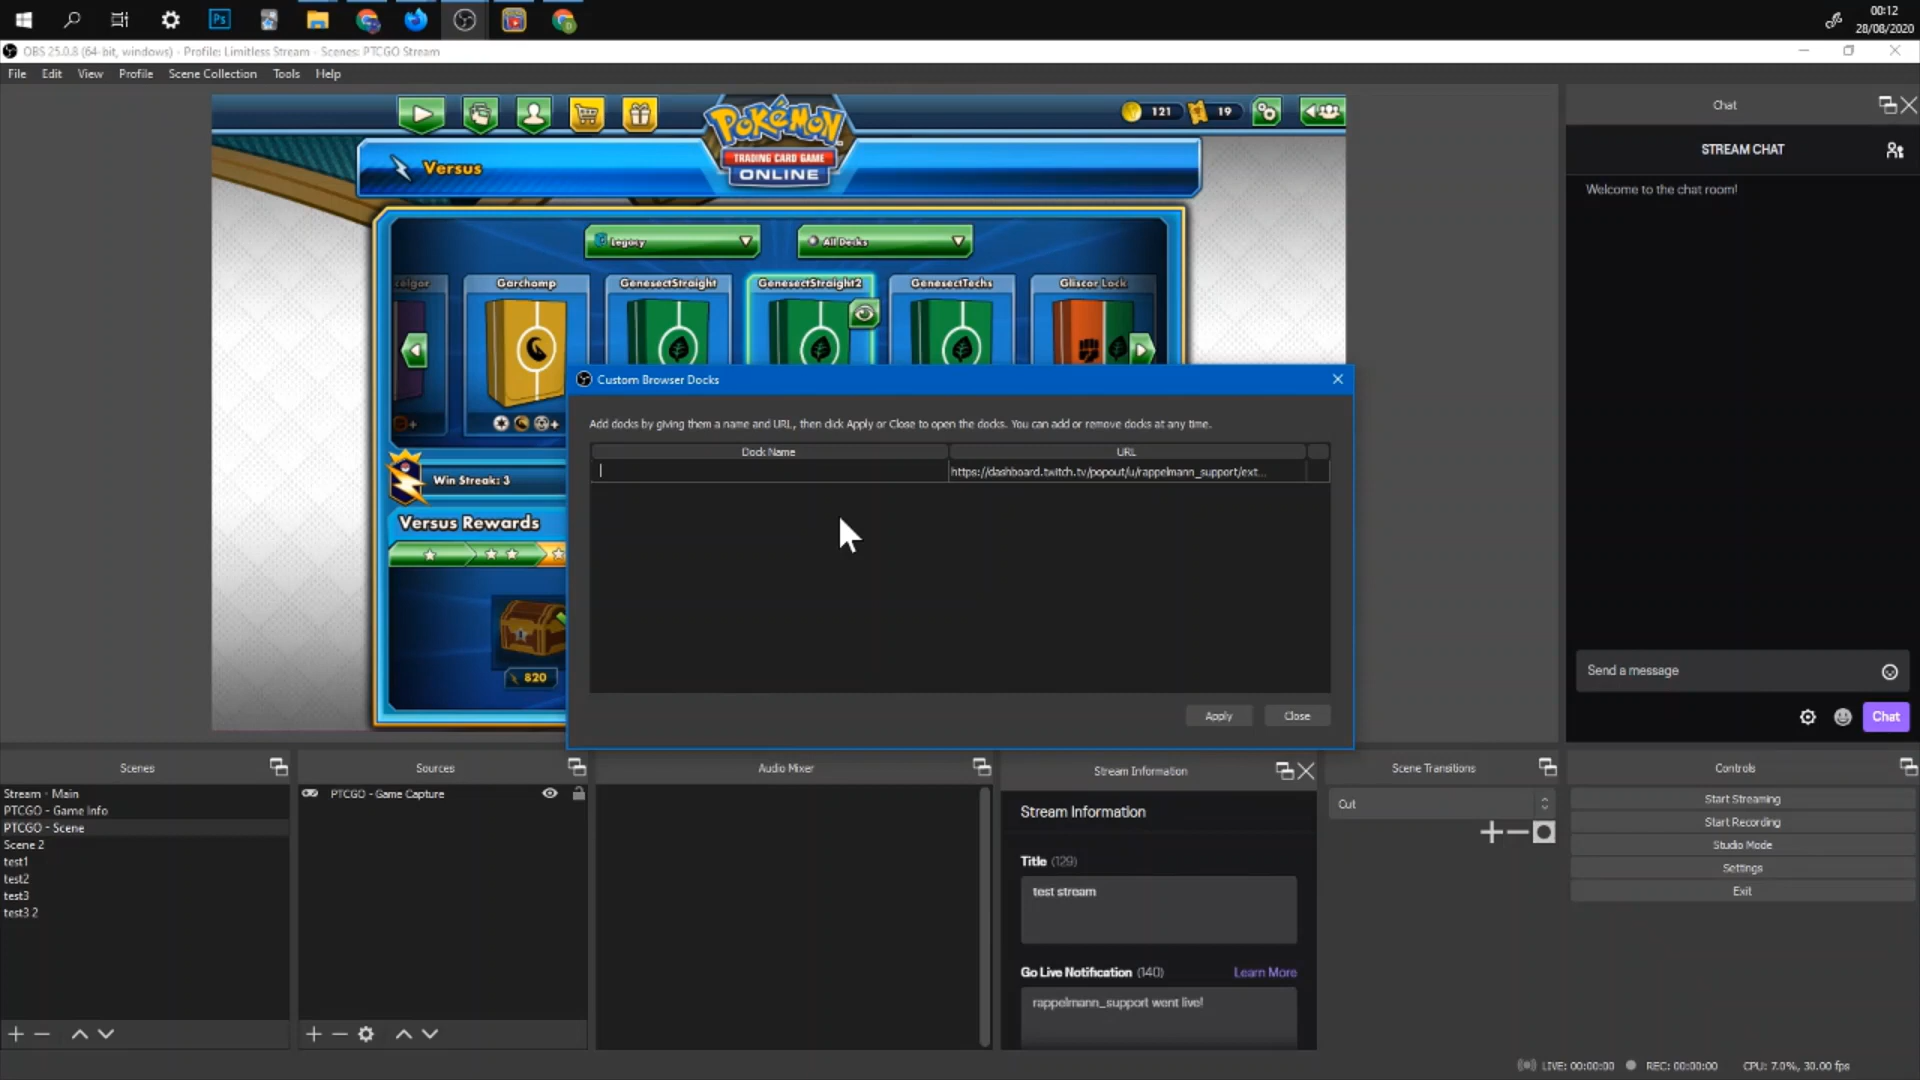 Ps
00:12
28/08/2020
OBS 25.0.8 (64-bit, windows) - Profile: Limitless Stream - Scenes: PTCGO Stream
File Edit View Profile Scene Collection Tools Help
121 19
POKéMON
TRADING CARD GAME
ONLINE
Versus
Legacy
All Decks
Garchomp
GenesectStraight
GenesectStraight2
GenesectTechs
Gliscor Lock
Win Streak: 3
Versus Rewards
820
Custom Browser Docks
Add docks by giving them a name and URL, then click Apply or Close to open the docks. You can add or remove docks at any time.
Dock Name URL
https://dashboard.twitch.tv/popout/u/rappelmann_support/ext...
Apply Close
Chat
STREAM CHAT
Welcome to the chat room!
Send a message
Chat
Scenes
Stream - Main
PTCGO - Game Info
PTCGO - Scene
Scene 2
test1
test2
test3
test3 2
Sources
PTCGO - Game Capture
Audio Mixer
Stream Information
Stream Information
Title (129)
test stream
Go Live Notification (140) Learn More
rappelmann_support went live!
Scene Transitions
Cut
Controls
Start Streaming
Start Recording
Studio Mode
Settings
Exit
LIVE: 00:00:00 REC: 00:00:00 CPU: 7.0%, 30.00 fps